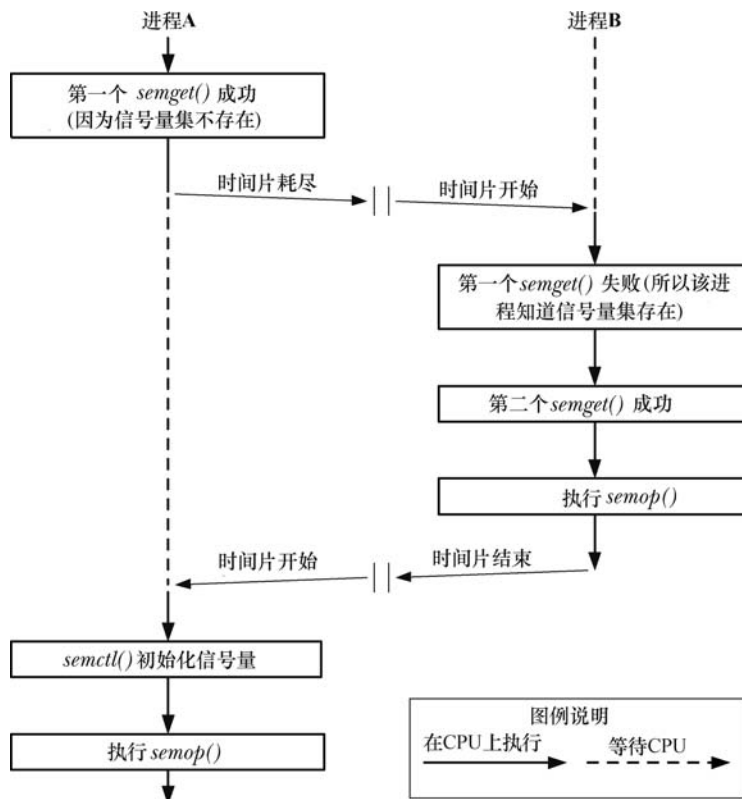 进程A
进程B
第一个 semget() 成功
(因为信号量集不存在)
时间片耗尽
时间片开始
第一个semget() 失败(所以该进
程知道信号量集存在)
第二个semget() 成功
执行 semop()
时间片开始
时间片结束
semctl()初始化信号量
执行 semop()
图例说明
在CPU上执行
等待CPU